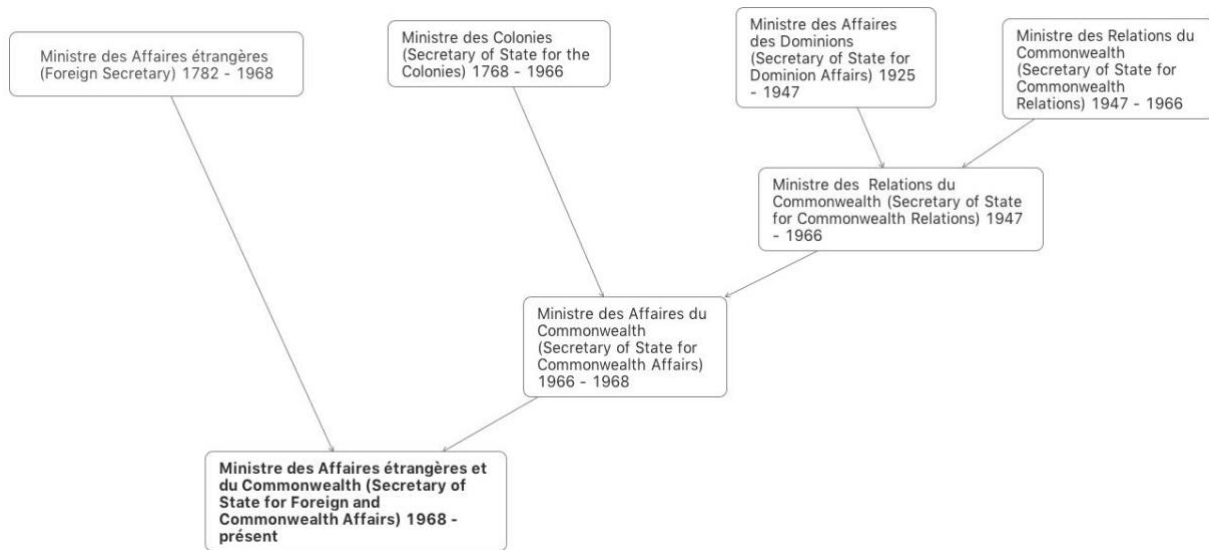 Ministre des Affaires étrangères
(Foreign Secretary) 1782 - 1968
Ministre des Colonies
(Secretary of State for the
Colonies) 1768 - 1966
Ministre des Affaires
des Dominions
(Secretary of State for
Dominion Affairs) 1925
- 1947
Ministre des Relations du
Commonwealth
(Secretary of State for
Commonwealth
Relations) 1947 - 1966
Ministre des  Relations du
Commonwealth (Secretary of State
for Commonwealth Relations) 1947
- 1966
Ministre des Affaires du
Commonwealth
(Secretary of State for
Commonwealth Affairs)
1966 - 1968
Ministre des Affaires étrangères et
du Commonwealth (Secretary of
State for Foreign and
Commonwealth Affairs) 1968 -
présent